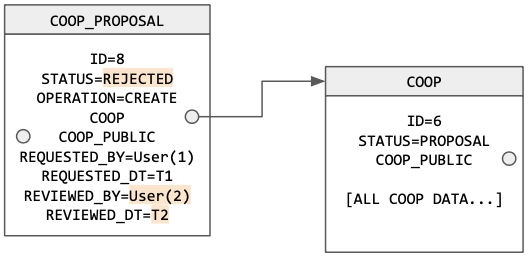 COOP_PROPOSAL
ID=8
STATUS=REJECTED
OPERATION=CREATE
COOP
COOP_PUBLIC
REQUESTED_BY=User(1)
REQUESTED_DT=T1
REVIEWED_BY=User(2)
REVIEWED_DT=T2
COOP
ID=6
STATUS=PROPOSAL
COOP_PUBLIC
[ALL COOP DATA...]